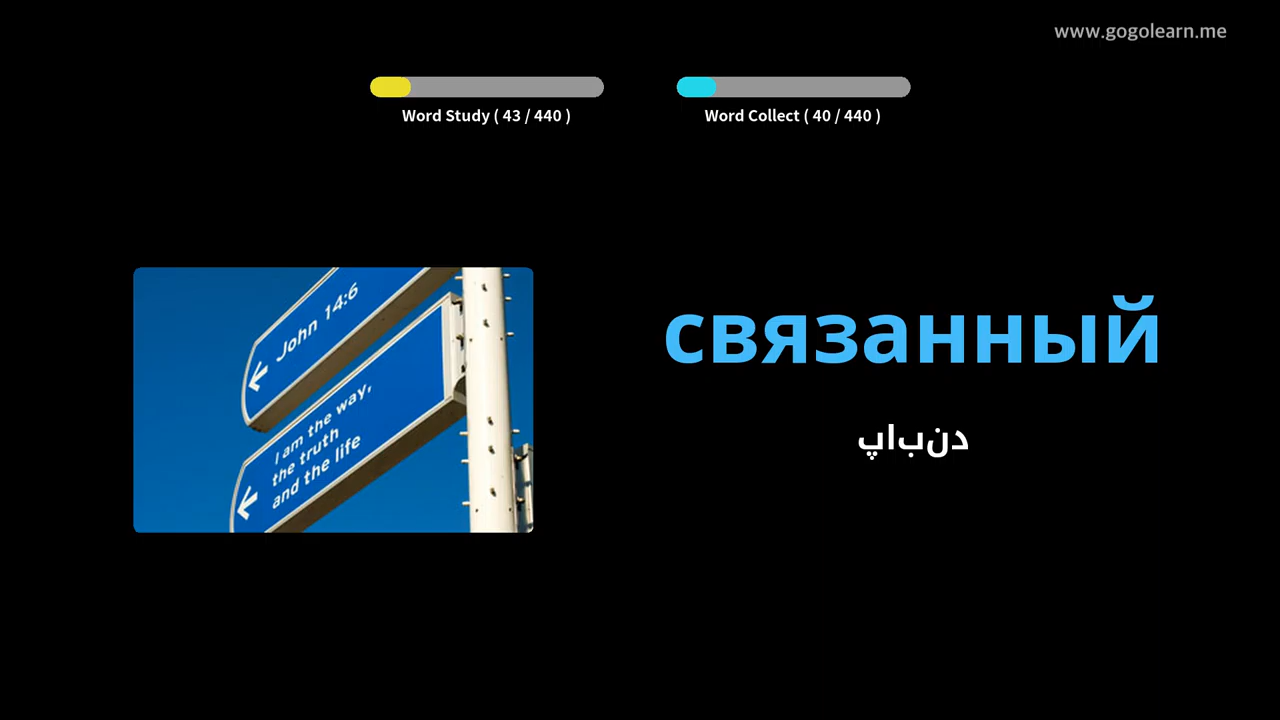 www.gogolearn.me
Word Study ( 43 / 440 )
Word Collect ( 40 / 440 )
John 14:6
I am the way,
the truth
and the life
связанный
دنباپ